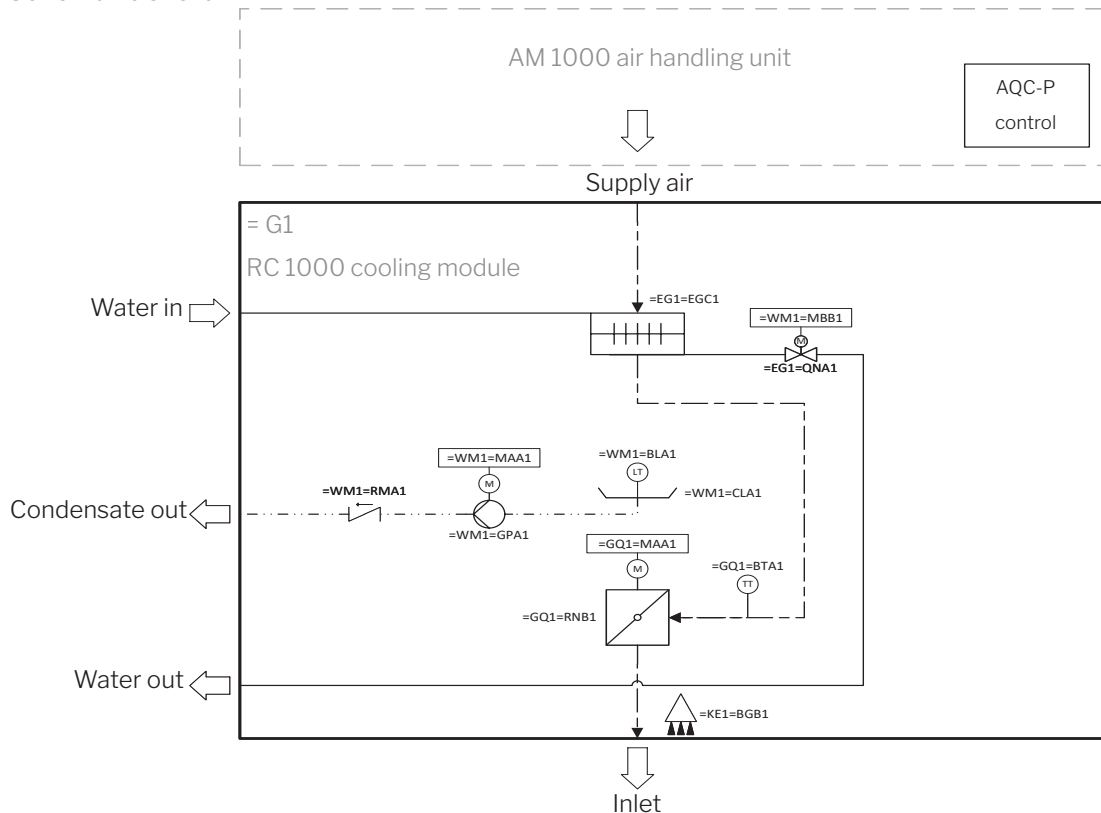 AM 1000 air handling unit
AQC-P
control
Supply air
= G1
RC 1000 cooling module
Water in
=EG1=EGC1
=WM1=MBB1
M
=EG1=QNA1
=WM1=MAA1
=WM1=BLA1
M
LT
=WM1=RMA1
=WM1=CLA1
Condensate out
=WM1=GPA1
=GQ1=MAA1
M
=GQ1=BTA1
TT
=GQ1=RNB1
Water out
=KE1=BGB1
Inlet